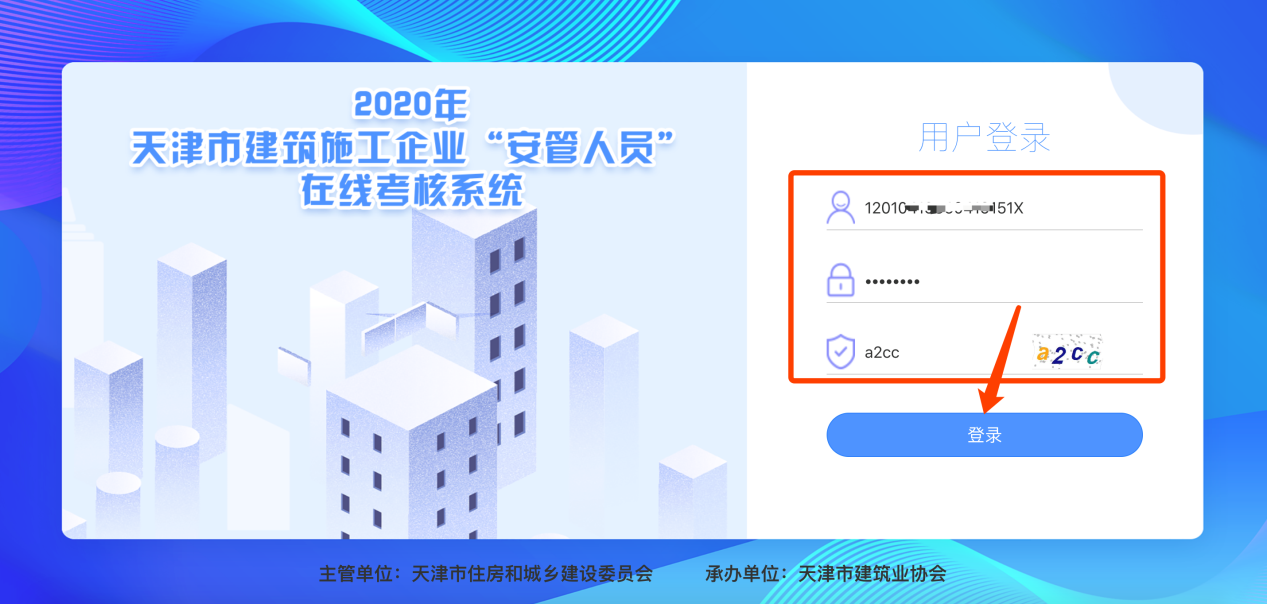 2020年
天津市建筑施工企业“安管人员”
在线考核系统
用户登录
a2cc
a2cc
登录
主管单位：天津市住房和城乡建设委员会
承办单位：天津市建筑业协会